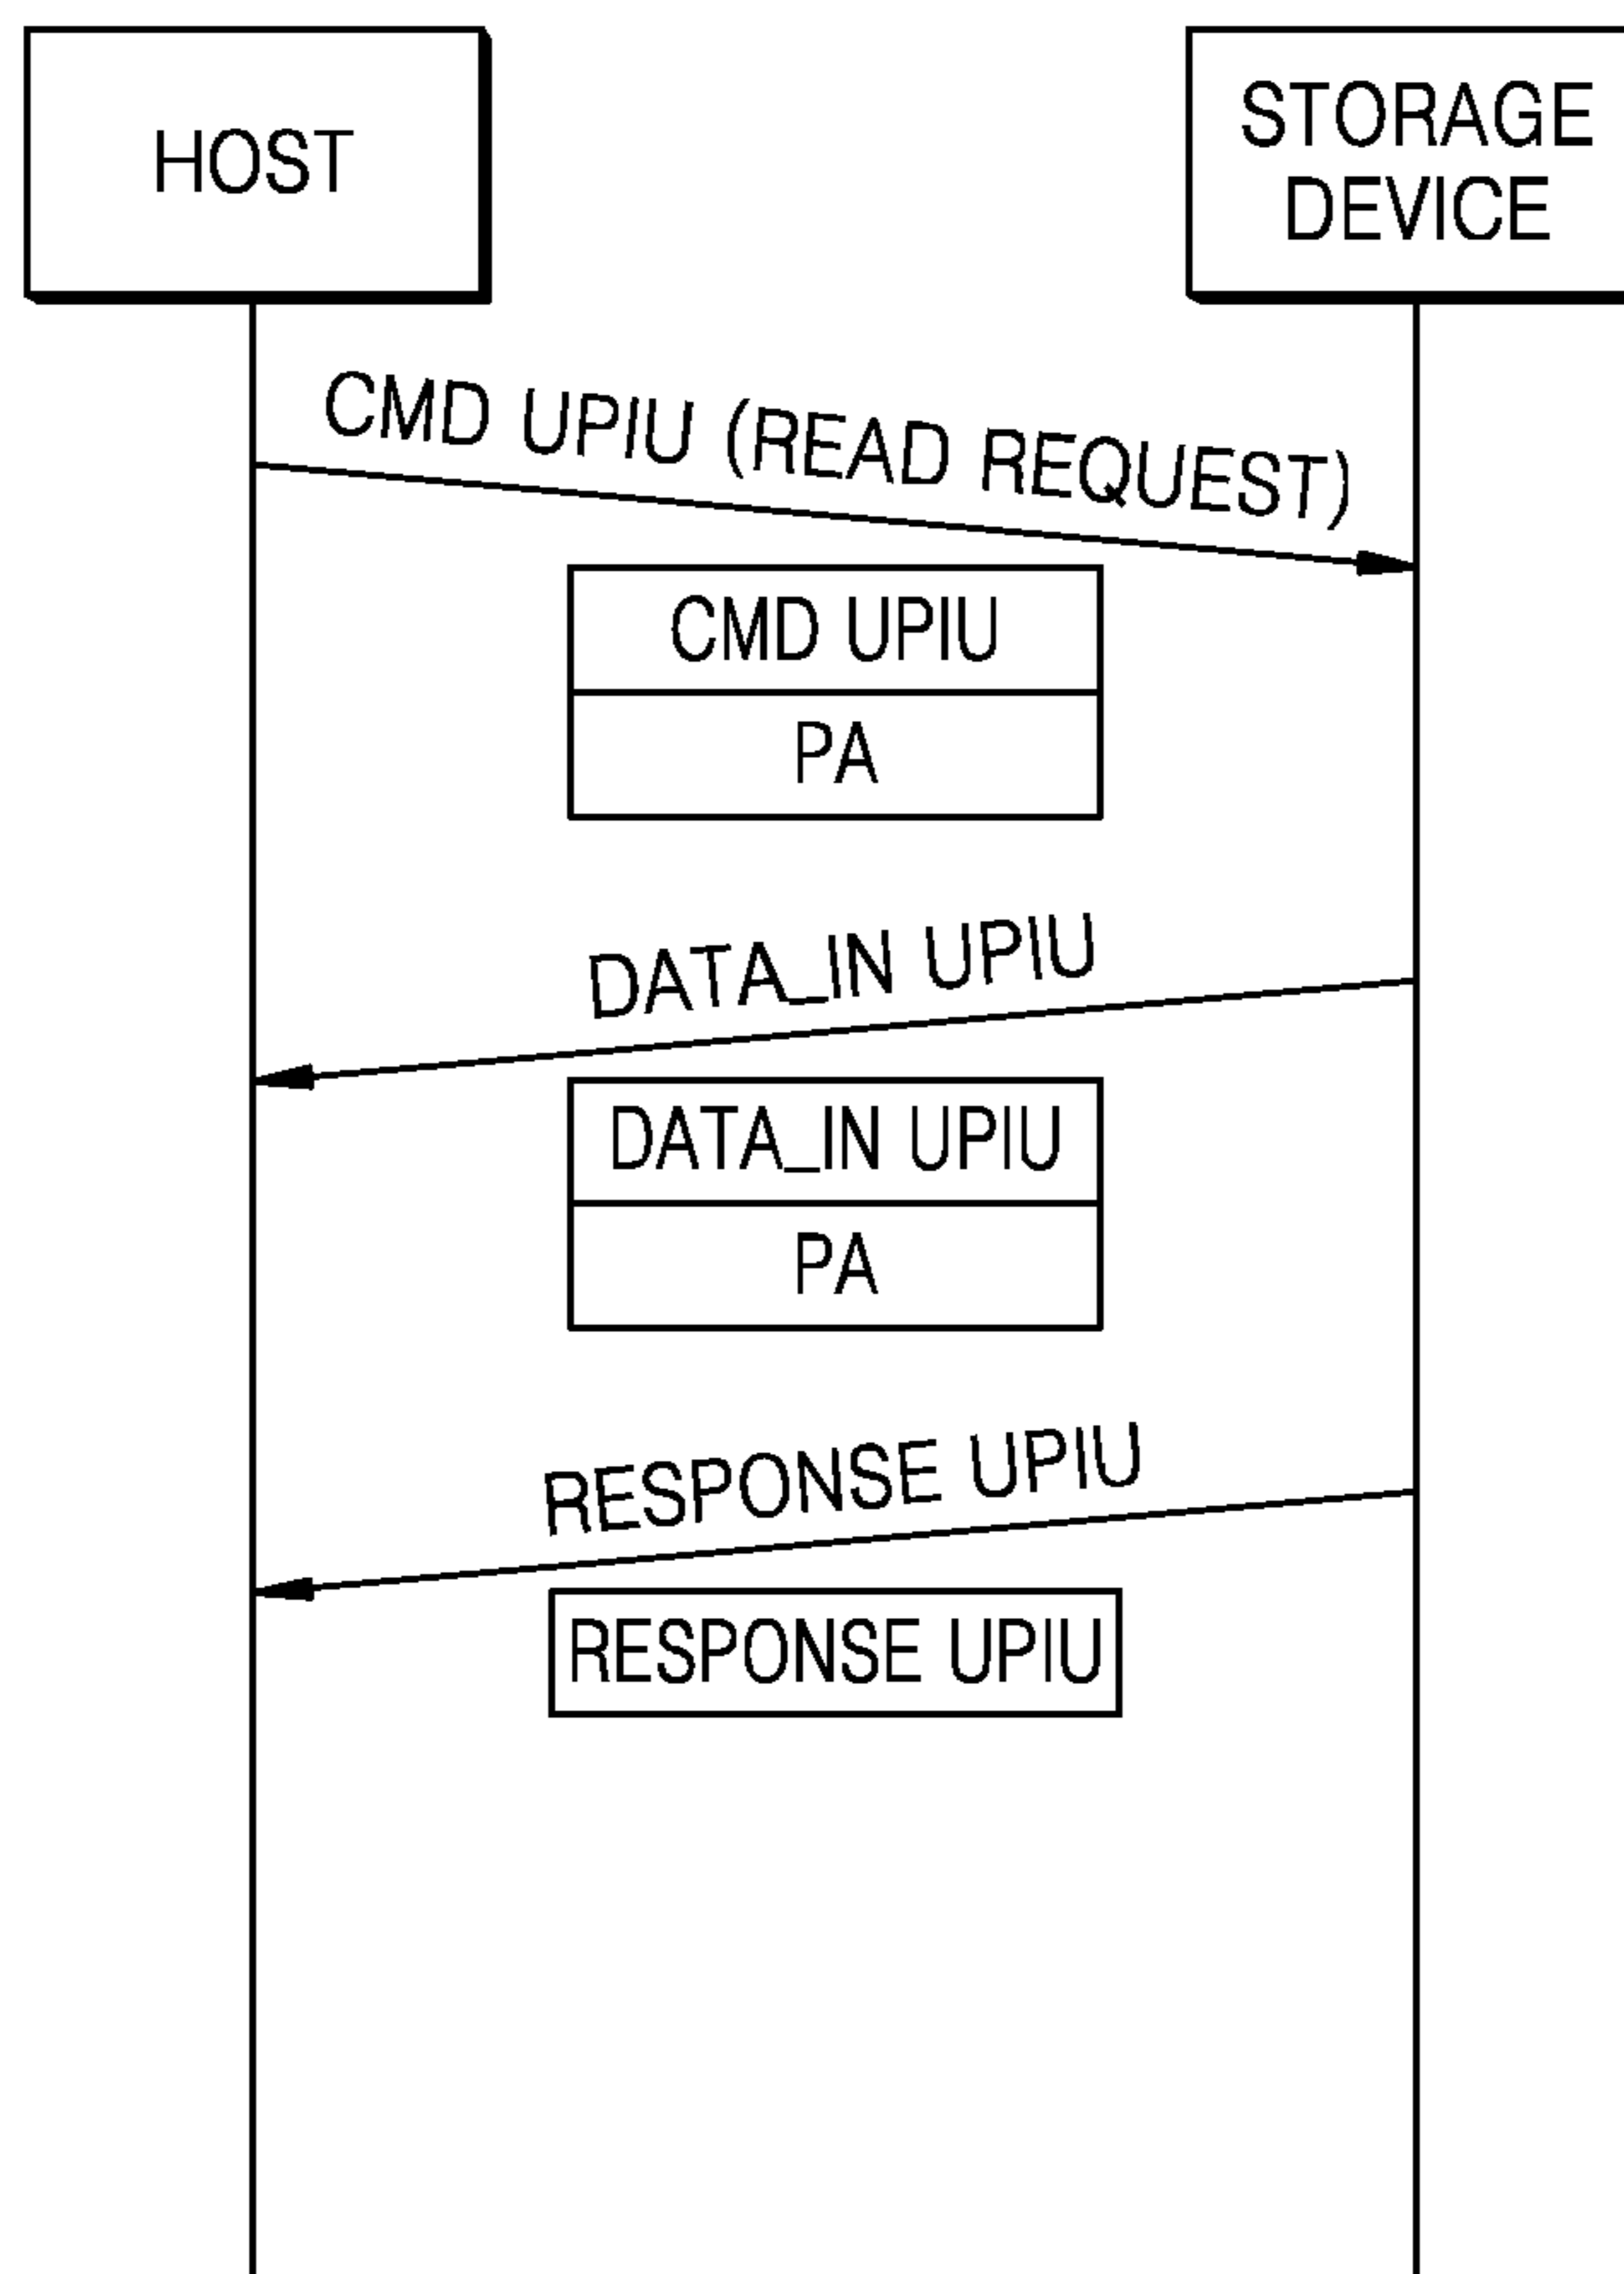 HOST
STORAGE
DEVICE
CMD UPIU (READ REQUEST)
CMD UPIU
PA
DATA_IN UPIU
DATA_IN UPIU
PA
RESPONSE UPIU
RESPONSE UPIU